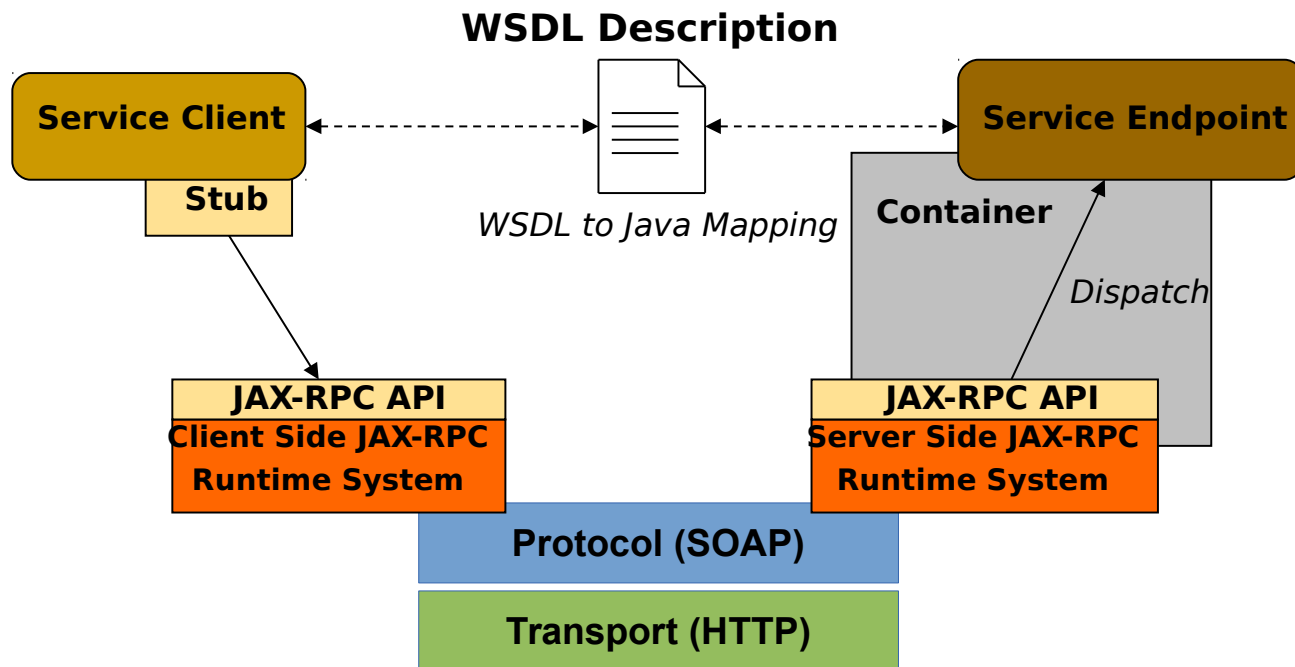 WSDL Description
Service Client
Service Endpoint
Stub
WSDL to Java Mapping
Container
Dispatch
JAX-RPC API
Client Side JAX-RPC
Runtime System
JAX-RPC API
Server Side JAX-RPC
Runtime System
Protocol (SOAP)
Transport (HTTP)